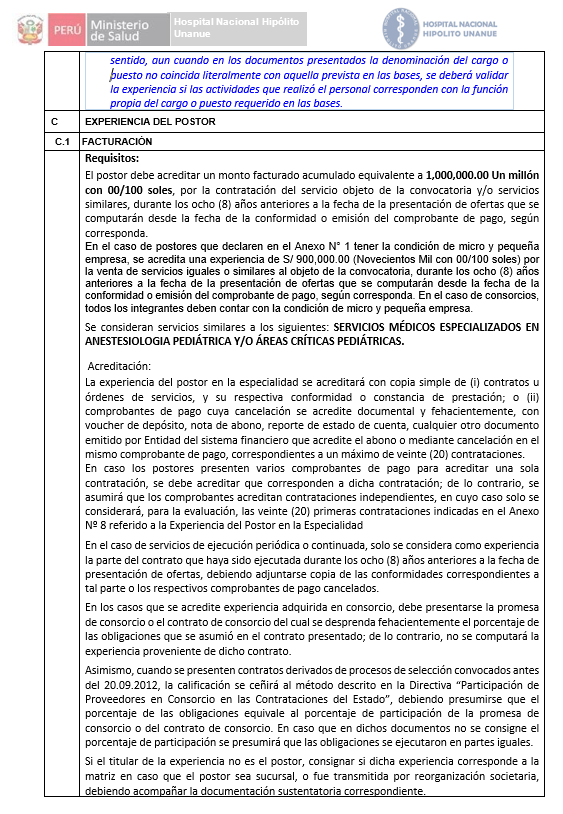 PERÚ
Ministerio
de Salud
Hospital Nacional Hipólito
Unanue
HOSPITAL NACIONAL
HIPOLITO UNANUE
sentido, aun cuando en los documentos presentados la denominación del cargo o
puesto no coincida literalmente con aquella prevista en las bases, se deberá validar
la experiencia si las actividades que realizó el personal corresponden con la función
propia del cargo o puesto requerido en las bases.
C EXPERIENCIA DEL POSTOR
C.1 FACTURACIÓN
Requisitos:
El postor debe acreditar un monto facturado acumulado equivalente a 1,000,000.00 Un millón
con 00/100 soles, por la contratación del servicio objeto de la convocatoria y/o servicios
similares, durante los ocho (8) años anteriores a la fecha de la presentación de ofertas que se
computarán desde la fecha de la conformidad o emisión del comprobante de pago, según
corresponda.
En el caso de postores que declaren en el Anexo N° 1 tener la condición de micro y pequeña
empresa, se acredita una experiencia de S/ 900,000.00 (Novecientos Mil con 00/100 soles) por
la venta de servicios iguales o similares al objeto de la convocatoria, durante los ocho (8) años
anteriores a la fecha de la presentación de ofertas que se computarán desde la fecha de la
conformidad o emisión del comprobante de pago, según corresponda. En el caso de consorcios,
todos los integrantes deben contar con la condición de micro y pequeña empresa.
Se consideran servicios similares a los siguientes: SERVICIOS MÉDICOS ESPECIALIZADOS EN
ANESTESIOLOGIA PEDIÁTRICA Y/O ÁREAS CRÍTICAS PEDIÁTRICAS.
Acreditación:
La experiencia del postor en la especialidad se acreditará con copia simple de (i) contratos u
órdenes de servicios, y su respectiva conformidad o constancia de prestación; o (ii)
comprobantes de pago cuya cancelación se acredite documental y fehacientemente, con
voucher de depósito, nota de abono, reporte de estado de cuenta, cualquier otro documento
emitido por Entidad del sistema financiero que acredite el abono o mediante cancelación en el
mismo comprobante de pago, correspondientes a un máximo de veinte (20) contrataciones.
En caso los postores presenten varios comprobantes de pago para acreditar una sola
contratación, se debe acreditar que corresponden a dicha contratación; de lo contrario, se
asumirá que los comprobantes acreditan contrataciones independientes, en cuyo caso solo se
considerará, para la evaluación, las veinte (20) primeras contrataciones indicadas en el Anexo
Nº 8 referido a la Experiencia del Postor en la Especialidad
En el caso de servicios de ejecución periódica o continuada, solo se considera como experiencia
la parte del contrato que haya sido ejecutada durante los ocho (8) años anteriores a la fecha de
presentación de ofertas, debiendo adjuntarse copia de las conformidades correspondientes a
tal parte o los respectivos comprobantes de pago cancelados.
En los casos que se acredite experiencia adquirida en consorcio, debe presentarse la promesa
de consorcio o el contrato de consorcio del cual se desprenda fehacientemente el porcentaje de
las obligaciones que se asumió en el contrato presentado; de lo contrario, no se computará la
experiencia proveniente de dicho contrato.
Asimismo, cuando se presenten contratos derivados de procesos de selección convocados antes
del 20.09.2012, la calificación se ceñirá al método descrito en la Directiva “Participación de
Proveedores en Consorcio en las Contrataciones del Estado”, debiendo presumirse que el
porcentaje de las obligaciones equivale al porcentaje de participación de la promesa de
consorcio o del contrato de consorcio. En caso que en dichos documentos no se consigne el
porcentaje de participación se presumirá que las obligaciones se ejecutaron en partes iguales.
Si el titular de la experiencia no es el postor, consignar si dicha experiencia corresponde a la
matriz en caso que el postor sea sucursal, o fue transmitida por reorganización societaria,
debiendo acompañar la documentación sustentatoria correspondiente.